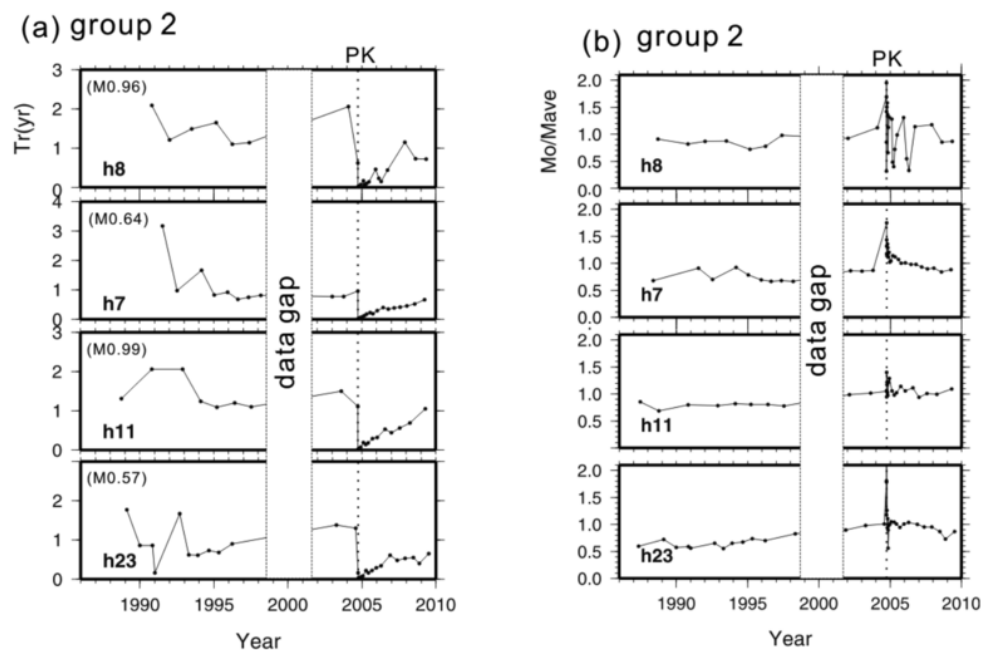 (a) group 2
PK
Tr(yr)
3
2
1
0
(M0.96)
h8
4
3
2
1
0
(M0.64)
h7
3
2
1
0
(M0.99)
h11
2
1
0
(M0.57)
h23
data gap
1990 1995 2000 2005 2010
Year
(b) group 2
PK
Mo/Mave
2.0
1.5
1.0
0.5
0.0
h8
2.0
1.5
1.0
0.5
0.0
h7
2.0
1.5
1.0
0.5
h11
2.0
1.5
1.0
0.5
0.0
h23
data gap
1990 1995 2000 2005 2010
Year